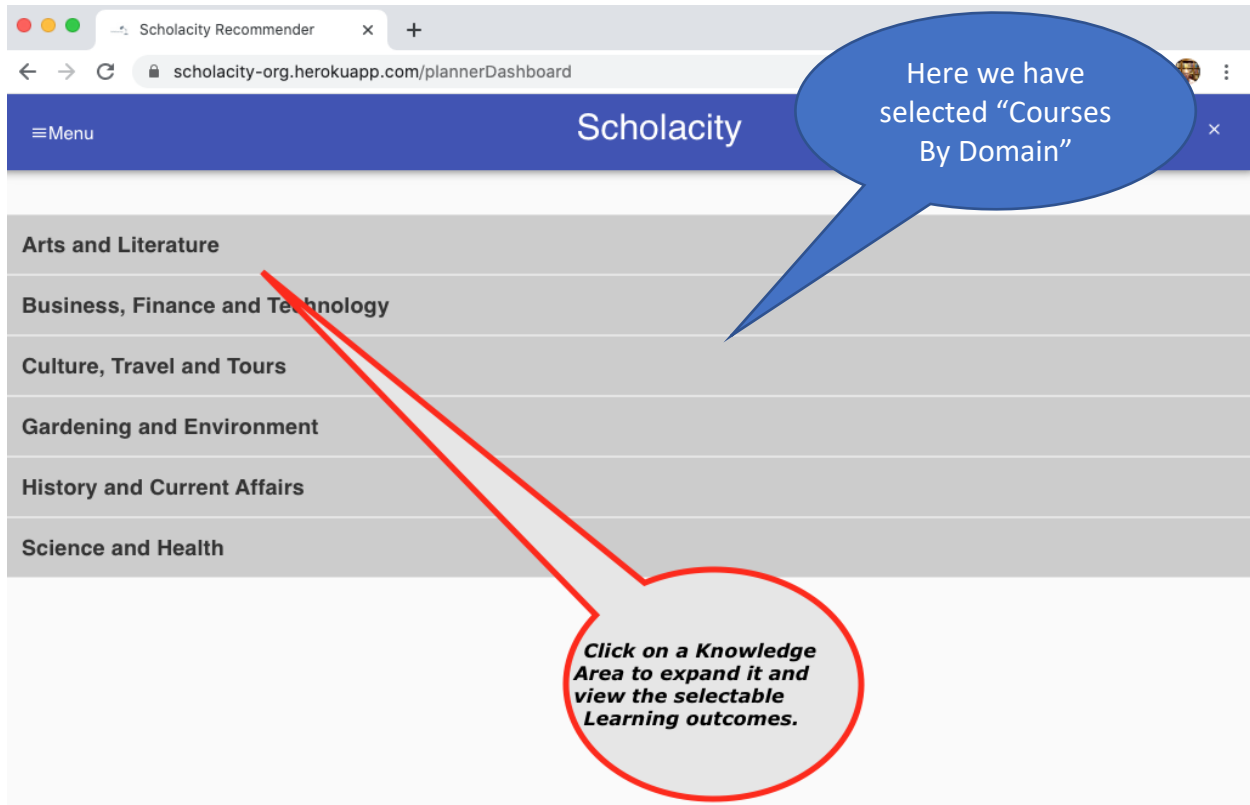 Scholacity Recommender
scholacity-org.herokuapp.com/plannerDashboard
Here we have
selected “Courses
By Domain”
≡Menu
Scholacity
Arts and Literature
Business, Finance and Technology
Culture, Travel and Tours
Gardening and Environment
History and Current Affairs
Science and Health
Click on a Knowledge
Area to expand it and
view the selectable
Learning outcomes.